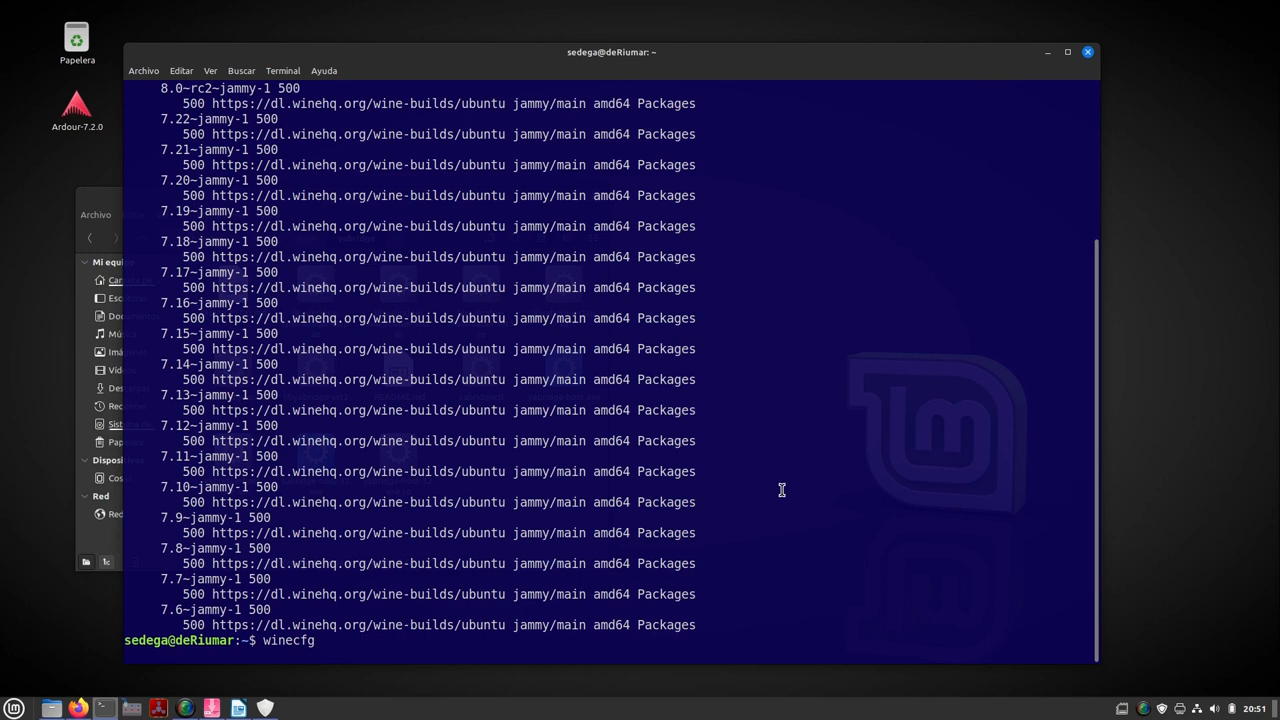 Papelera
Ardour-7.2.0
sedega@deRiumar: ~
Archivo Editar Ver Buscar Terminal Ayuda
8.0~rc2~jammy-1 500
500 https://dl.winehq.org/wine-builds/ubuntu jammy/main amd64 Packages
7.22~jammy-1 500
500 https://dl.winehq.org/wine-builds/ubuntu jammy/main amd64 Packages
7.21~jammy-1 500
500 https://dl.winehq.org/wine-builds/ubuntu jammy/main amd64 Packages
7.20~jammy-1 500
500 https://dl.winehq.org/wine-builds/ubuntu jammy/main amd64 Packages
7.19~jammy-1 500
500 https://dl.winehq.org/wine-builds/ubuntu jammy/main amd64 Packages
7.18~jammy-1 500
500 https://dl.winehq.org/wine-builds/ubuntu jammy/main amd64 Packages
7.17~jammy-1 500
500 https://dl.winehq.org/wine-builds/ubuntu jammy/main amd64 Packages
7.16~jammy-1 500
500 https://dl.winehq.org/wine-builds/ubuntu jammy/main amd64 Packages
7.15~jammy-1 500
500 https://dl.winehq.org/wine-builds/ubuntu jammy/main amd64 Packages
7.14~jammy-1 500
500 https://dl.winehq.org/wine-builds/ubuntu jammy/main amd64 Packages
7.13~jammy-1 500
500 https://dl.winehq.org/wine-builds/ubuntu jammy/main amd64 Packages
7.12~jammy-1 500
500 https://dl.winehq.org/wine-builds/ubuntu jammy/main amd64 Packages
7.11~jammy-1 500
500 https://dl.winehq.org/wine-builds/ubuntu jammy/main amd64 Packages
7.10~jammy-1 500
500 https://dl.winehq.org/wine-builds/ubuntu jammy/main amd64 Packages
7.9~jammy-1 500
500 https://dl.winehq.org/wine-builds/ubuntu jammy/main amd64 Packages
7.8~jammy-1 500
500 https://dl.winehq.org/wine-builds/ubuntu jammy/main amd64 Packages
7.7~jammy-1 500
500 https://dl.winehq.org/wine-builds/ubuntu jammy/main amd64 Packages
7.6~jammy-1 500
500 https://dl.winehq.org/wine-builds/ubuntu jammy/main amd64 Packages
sedega@deRiumar:~$ winecfg
Archivo
Mi equipo
Documentos
Música
Vídeos
Descargas
Papelera
Dispositivos
Cos
Red
Red
20:51